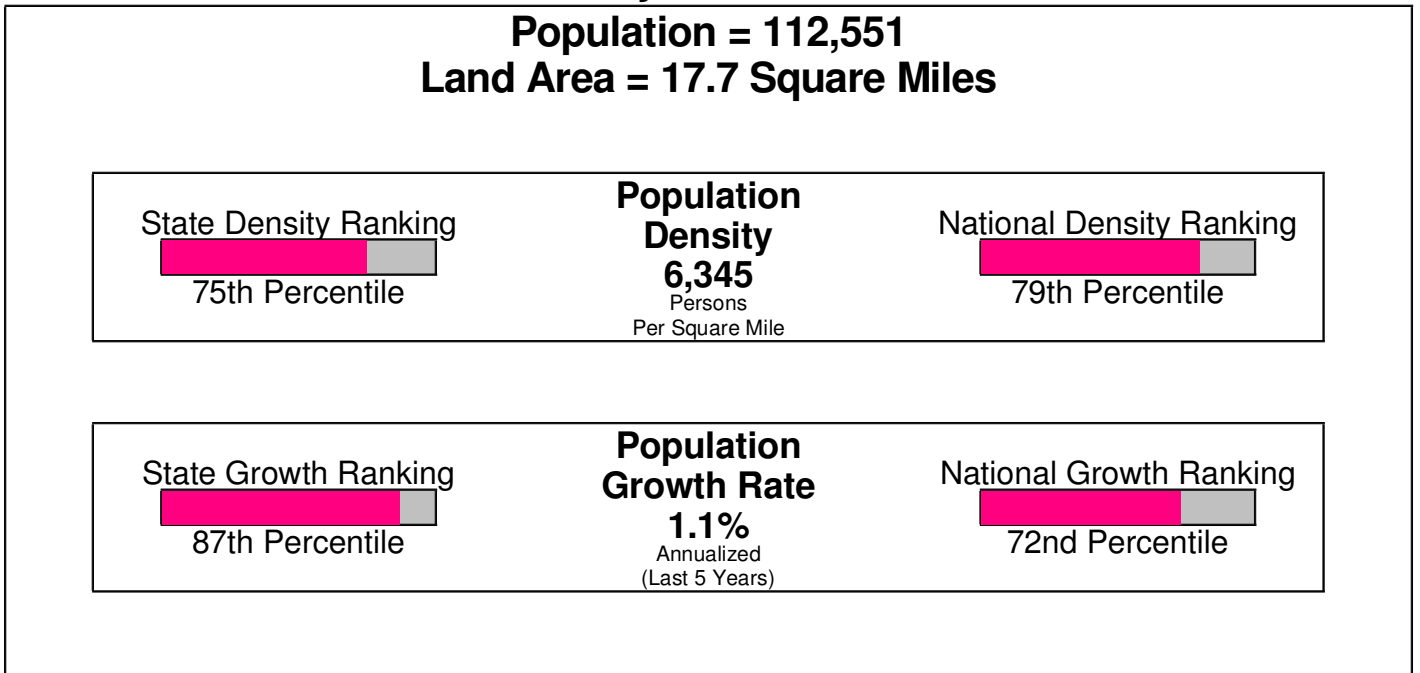 Population = 112,551
Land Area = 17.7 Square Miles
Population
Density
6,345
Persons
Per Square Mile
State Density Ranking
75th Percentile
National Density Ranking
79th Percentile
Population
Growth Rate
1.1%
Annualized
(Last 5 Years)
State Growth Ranking
87th Percentile
National Growth Ranking
72nd Percentile